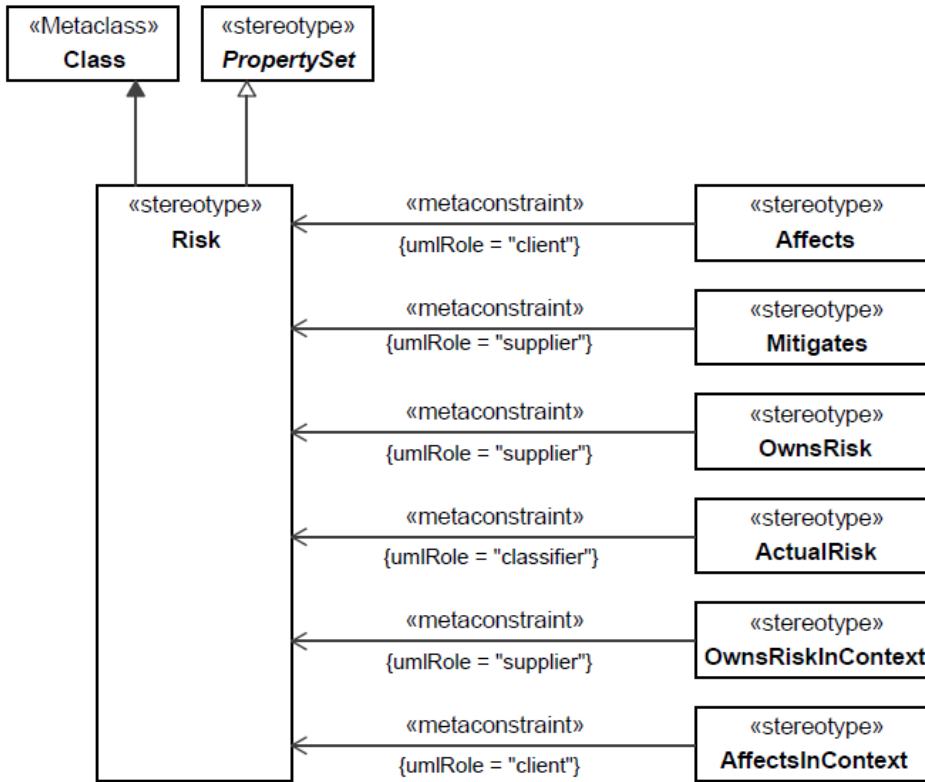 «Metaclass»
Class
«stereotype»
PropertySet
«stereotype»
Risk
«metaconstraint»
{umlRole = "client"}
«stereotype»
Affects
«metaconstraint»
{umlRole = "supplier"}
«stereotype»
Mitigates
«metaconstraint»
{umlRole = "supplier"}
«stereotype»
OwnsRisk
«metaconstraint»
{umlRole = "classifier"}
«stereotype»
ActualRisk
«metaconstraint»
{umlRole = "supplier"}
«stereotype»
OwnsRiskInContext
«metaconstraint»
{umlRole = "client"}
«stereotype»
AffectsInContext